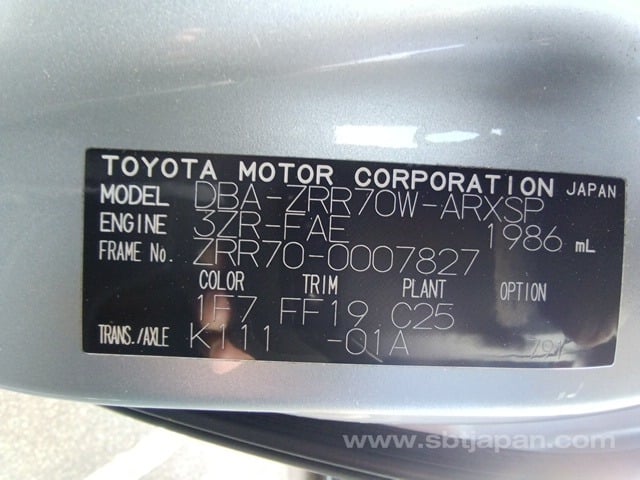 TOYOTA MOTOR CORPORATION JAPAN
MODEL DBA-ZRR70W-ARXSP
ENGINE 3ZR-FAE 1986 mL
FRAME No. ZRR70-0007827
COLOR TRIM PLANT OPTION
1F7 FF19 C25
TRANS./AXLE K111 -01A
www.sbtjapan.com